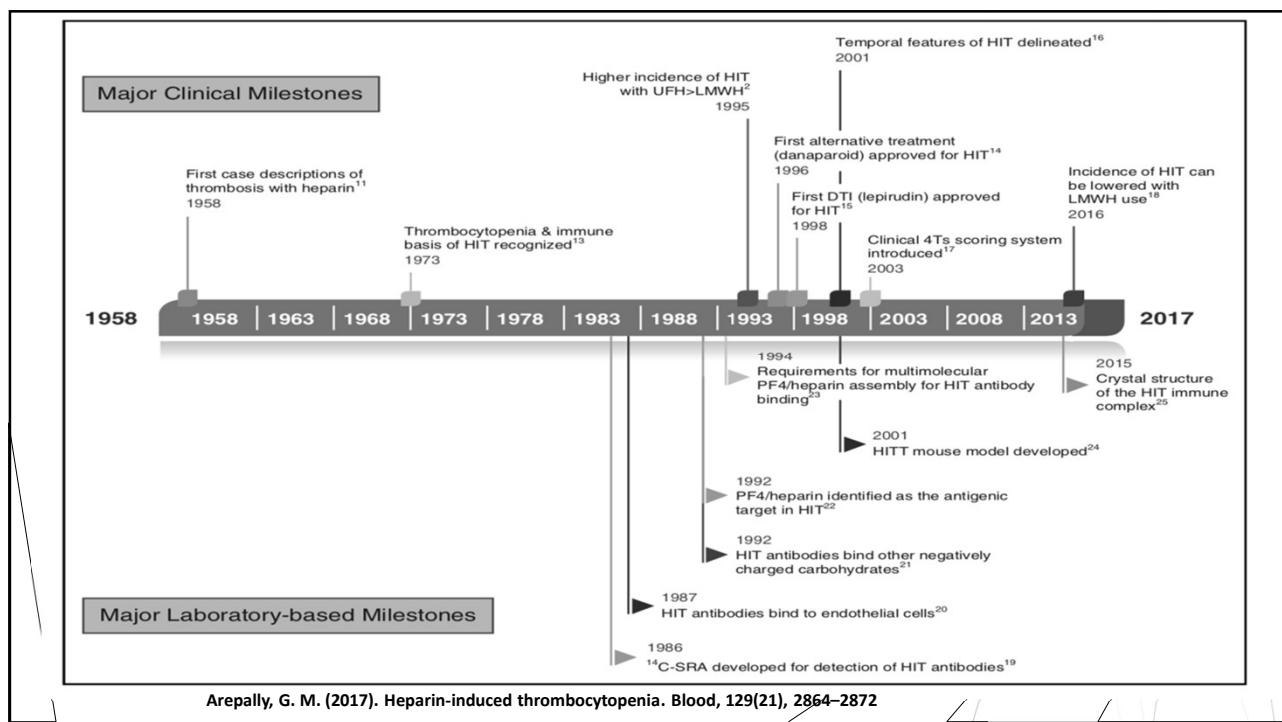 Major Clinical Milestones
First case descriptions of
thrombosis with heparin¹¹
1958
Thrombocytopenia & immune
basis of HIT recognized¹³
1973
Higher incidence of HIT
with UFH>LMWH²
1995
First alternative treatment
(danaparoid) approved for HIT¹⁴
1996
First DTI (lepirudin) approved
for HIT¹⁵
1998
Temporal features of HIT delineated¹⁶
2001
Clinical 4Ts scoring system
introduced¹⁷
2003
Incidence of HIT can
be lowered with
LMWH use¹⁸
2016
1958 1958 1963 1968 1973 1978 1983 1988 1993 1998 2003 2008 2013 2017
1994
Requirements for multimolecular
PF4/heparin assembly for HIT antibody
binding²³
2015
Crystal structure
of the HIT immune
complex²⁵
2001
HITT mouse model developed²⁴
1992
PF4/heparin identified as the antigenic
target in HIT²²
1992
HIT antibodies bind other negatively
charged carbohydrates²¹
1987
HIT antibodies bind to endothelial cells²⁰
1986
¹⁴C-SRA developed for detection of HIT antibodies¹⁹
Major Laboratory-based Milestones
Arepally, G. M. (2017). Heparin-induced thrombocytopenia. Blood, 129(21), 2864–2872